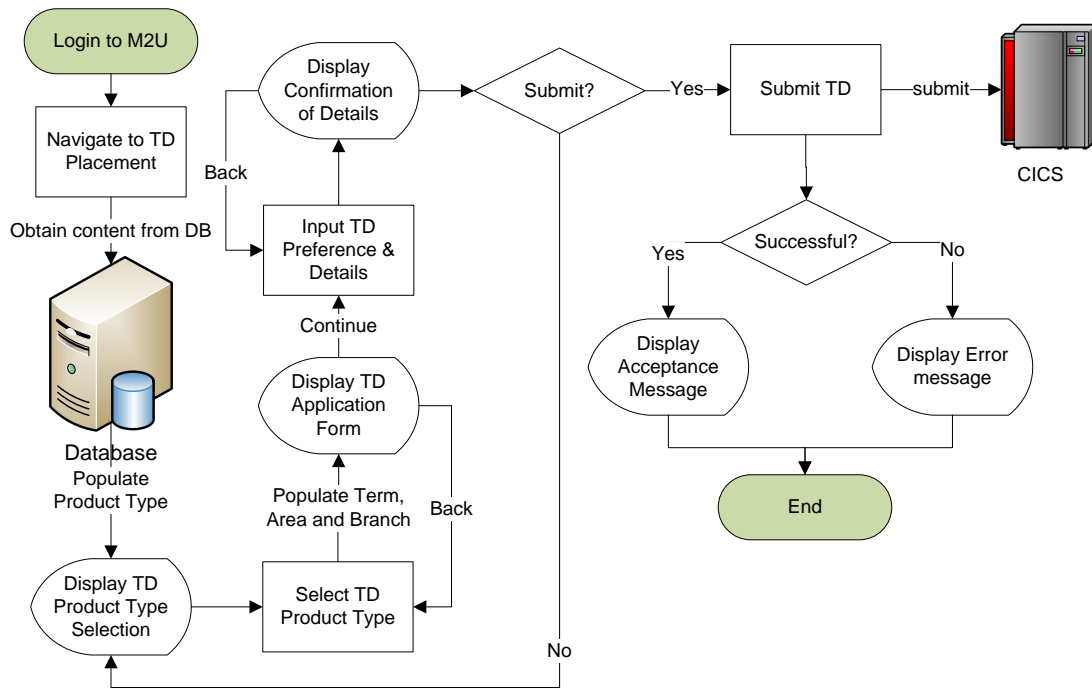 Login to M2U
Navigate to TD
Placement
Obtain content from DB
Database
Populate
Product Type
Display TD
Product Type
Selection
Select TD
Product Type
Populate Term,
Area and Branch
Back
Display TD
Application
Form
Continue
Input TD
Preference &
Details
Back
Display
Confirmation
of Details
Submit?
No
Yes
Submit TD
submit
CICS
Successful?
Yes
No
Display
Acceptance
Message
Display Error
message
End